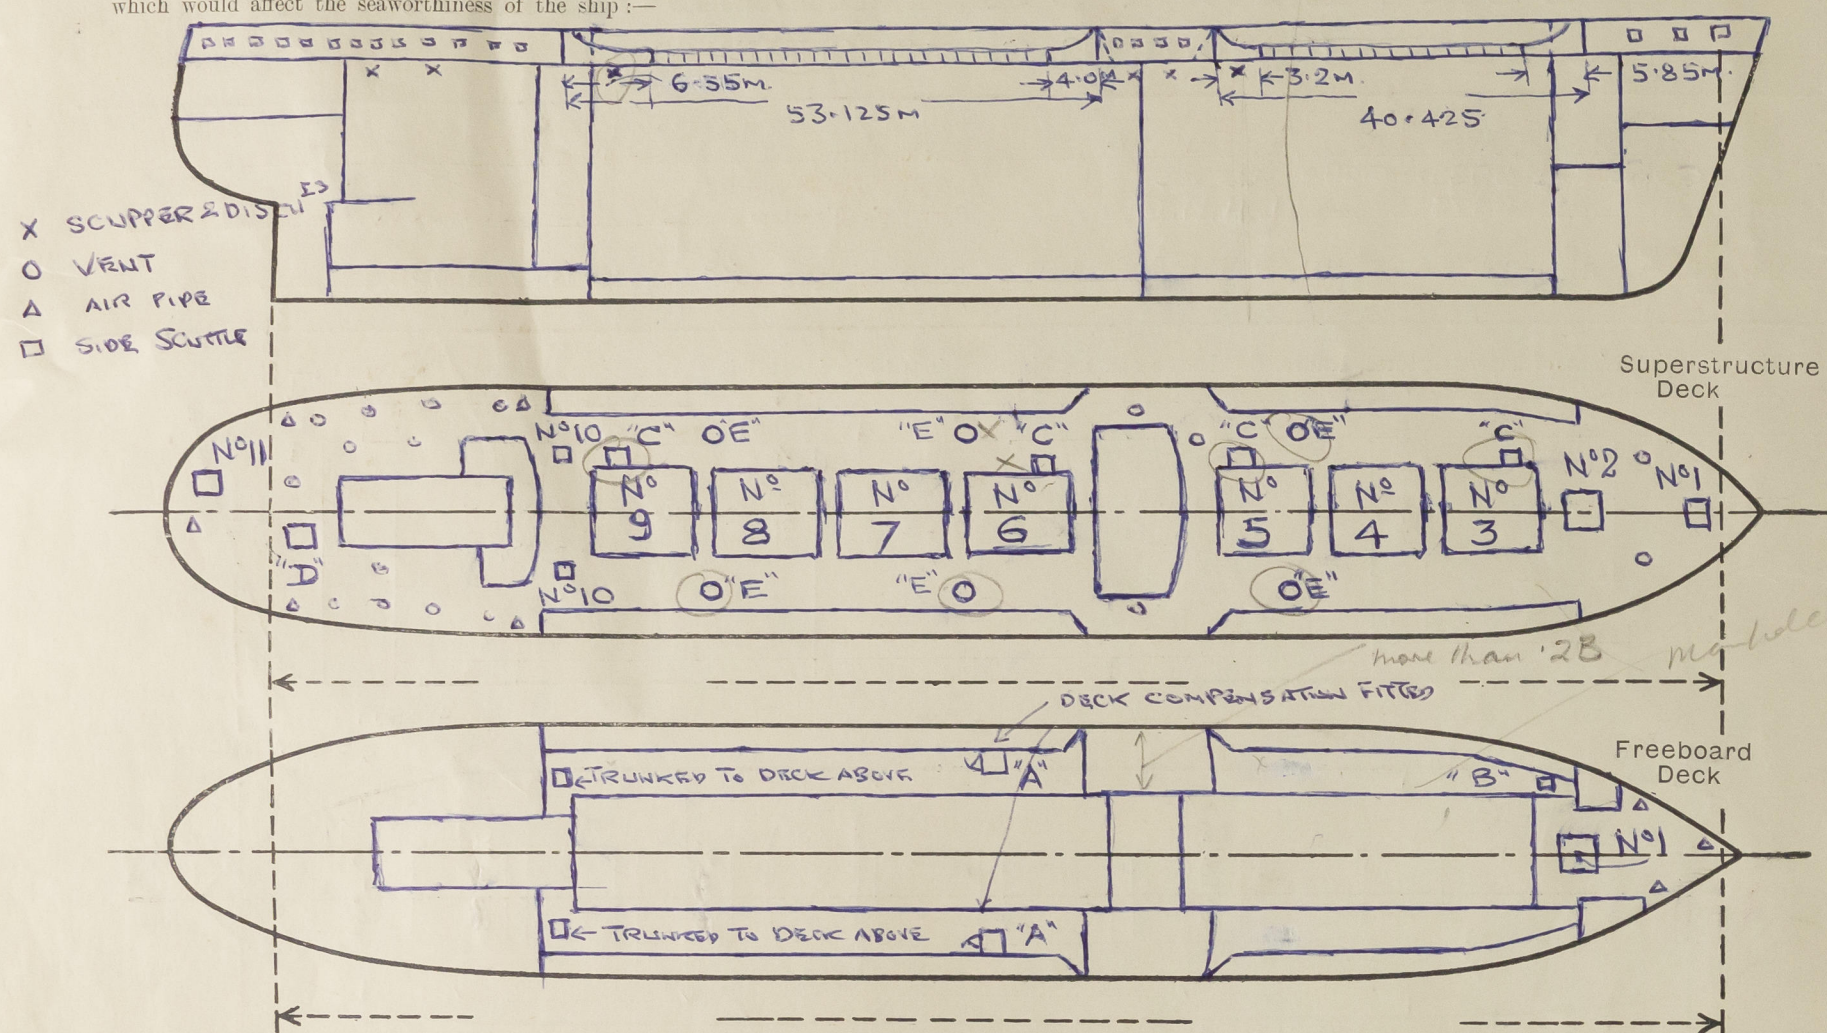 which would affect the seaworthiness of the ship :—
6·55M.
4·0
3·2M.
5·85M.
53·125M
40·425
X SCUPPER & DISCH
O VENT
△ AIR PIPE
□ SIDE SCUTTLE
Superstructure
Deck
Nº11
Nº10 "C" O"E" "E"O "C" "C" O"E" "C" Nº2 Nº1
Nº 9
Nº 8
Nº 7
Nº 6
Nº 5
Nº 4
Nº 3
"D"
Nº10 O"E" "E"O O"E"
more than ·2B
DECK COMPENSATION FITTED
Freeboard
Deck
TRUNKED TO DECK ABOVE "A" "B"
Nº1
TRUNKED TO DECK ABOVE "A"